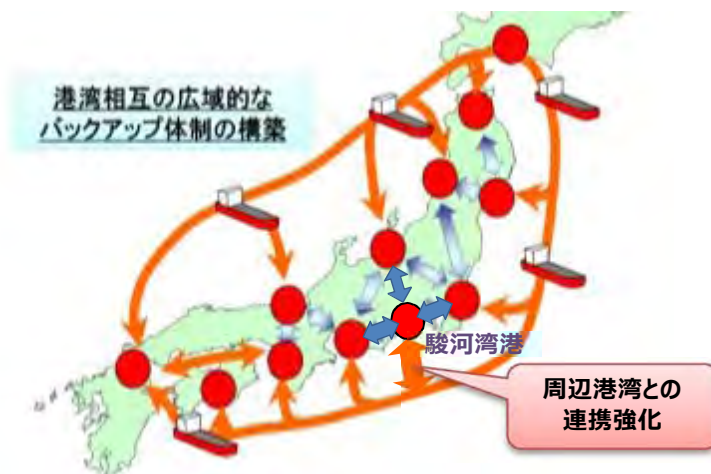 港湾相互の広域的な
バックアップ体制の構築
駿河湾港
周辺港湾との
連携強化